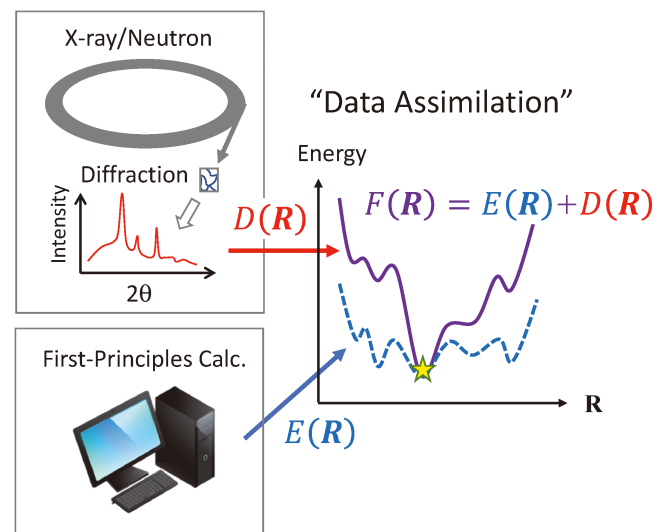 X-ray/Neutron
Diffraction
Intensity
2θ
D(R)
First-Principles Calc.
E(R)
“Data Assimilation”
Energy
F(R) = E(R)+D(R)
R